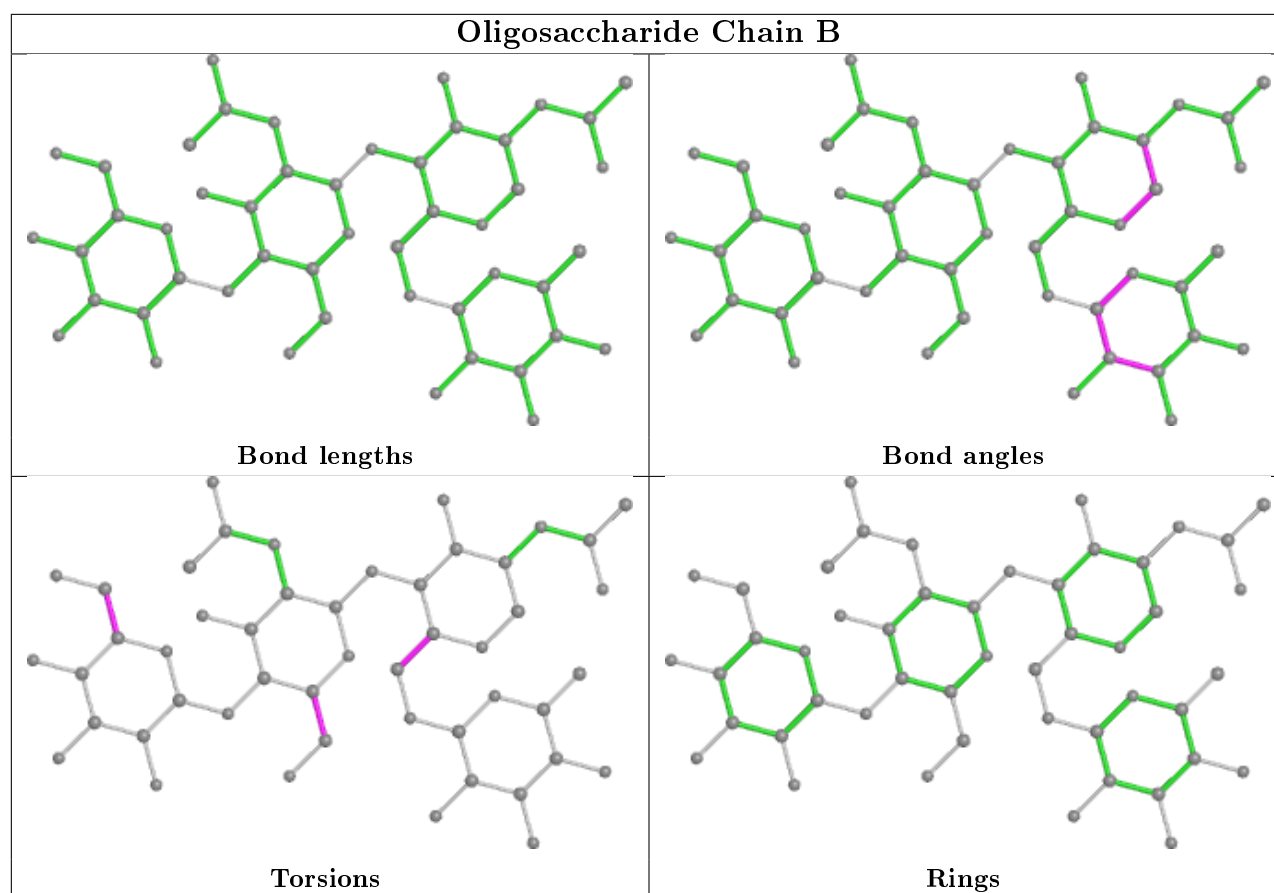 Oligosaccharide Chain B
Bond lengths
Bond angles
Torsions
Rings